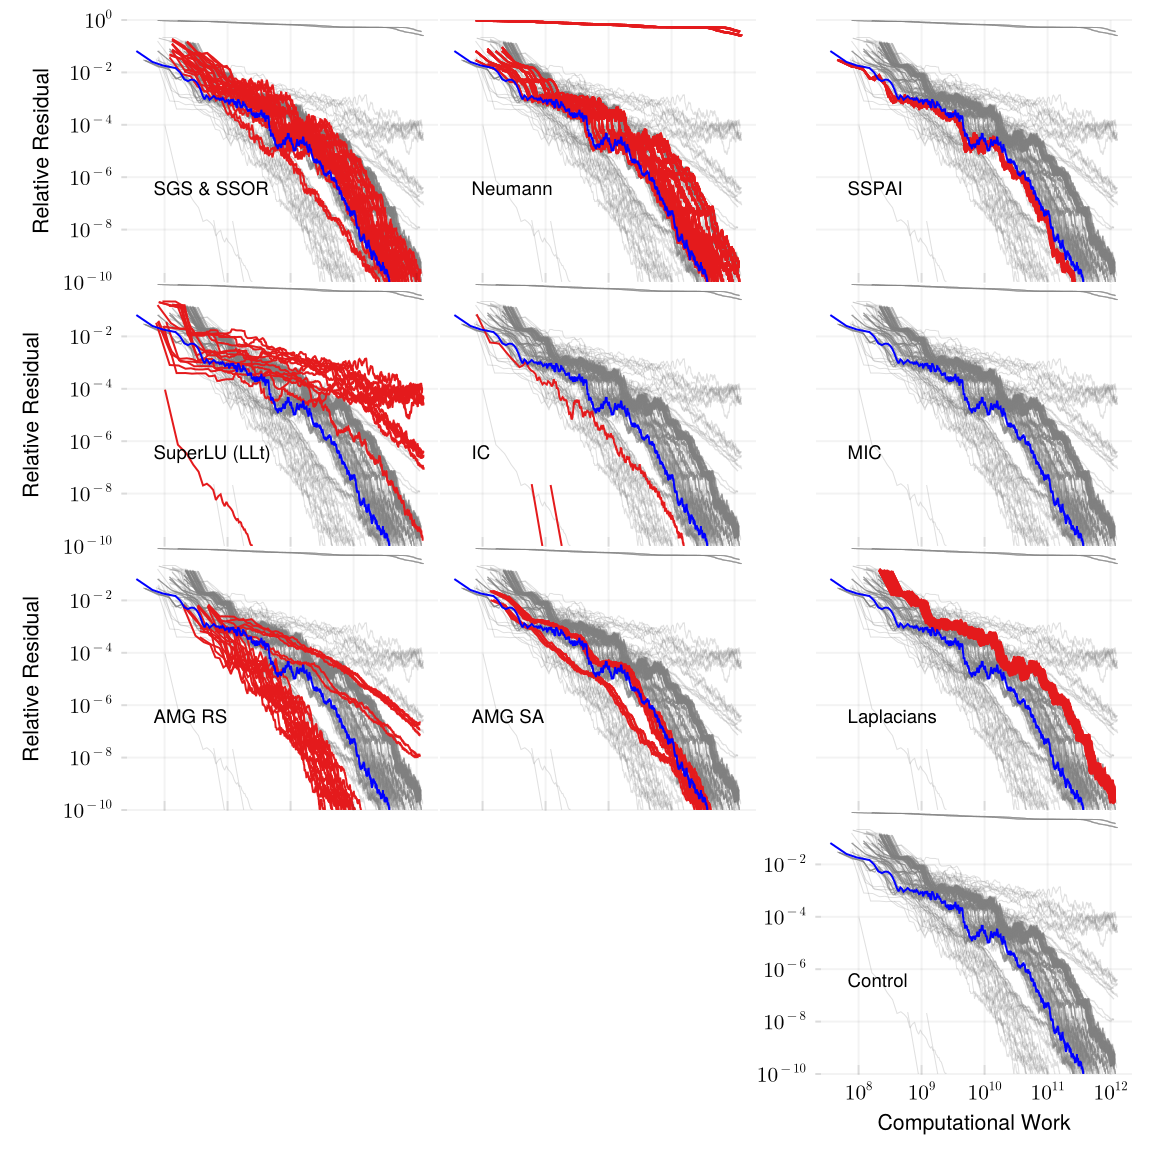 10^0
10^-2
10^-4
10^-6
10^-8
10^-10
Relative Residual
SGS & SSOR
Neumann
SSPAI
10^-2
10^-4
10^-6
10^-8
10^-10
Relative Residual
SuperLU (LLt)
IC
MIC
10^-2
10^-4
10^-6
10^-8
10^-10
Relative Residual
AMG RS
AMG SA
Laplacians
10^-2
10^-4
10^-6
10^-8
10^-10
Control
10^8 10^9 10^10 10^11 10^12
Computational Work